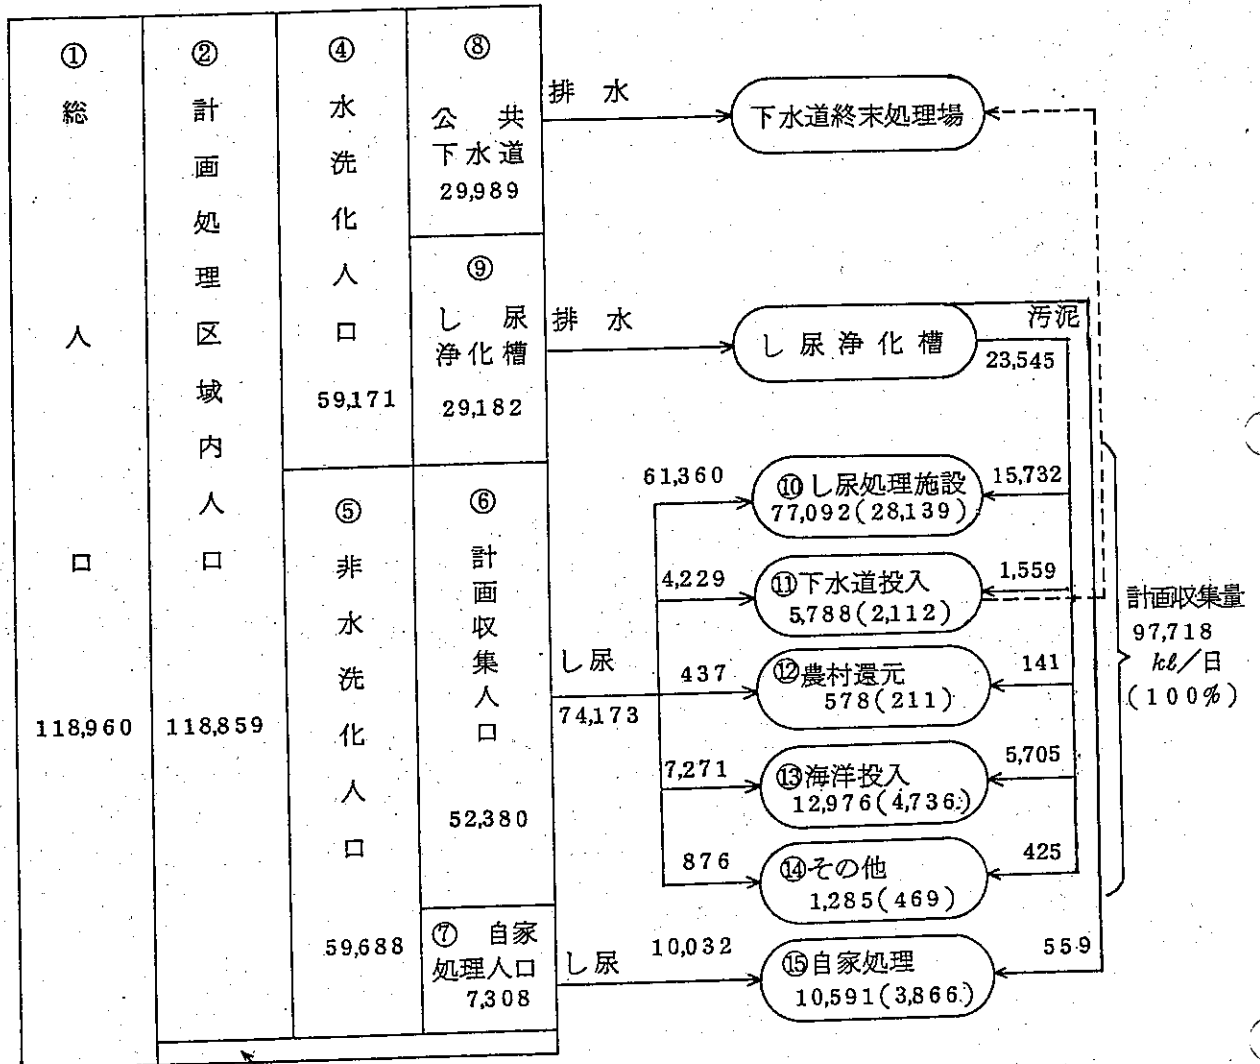 ①
総人口
118,960
②
計画処理区域内人口
118,859
④
水洗化人口
59,171
⑤
非水洗化人口
59,688
⑧
公共
下水道
29,989
⑨
し尿
浄化槽
29,182
⑥
計画収集人口
52,380
⑦ 自家
処理人口
7,308
排水
下水道終末処理場
排水
し尿浄化槽
汚泥
23,545
し尿
74,173
61,360
⑩し尿処理施設
77,092(28,139)
15,732
4,229
⑪下水道投入
5,788(2,112)
1,559
437
⑫農村還元
578(211)
141
7,271
⑬海洋投入
12,976(4,736)
5,705
876
⑭その他
1,285(469)
425
計画収集量
97,718
kℓ/日
(100%)
し尿
10,032
⑮自家処理
10,591(3,866)
559